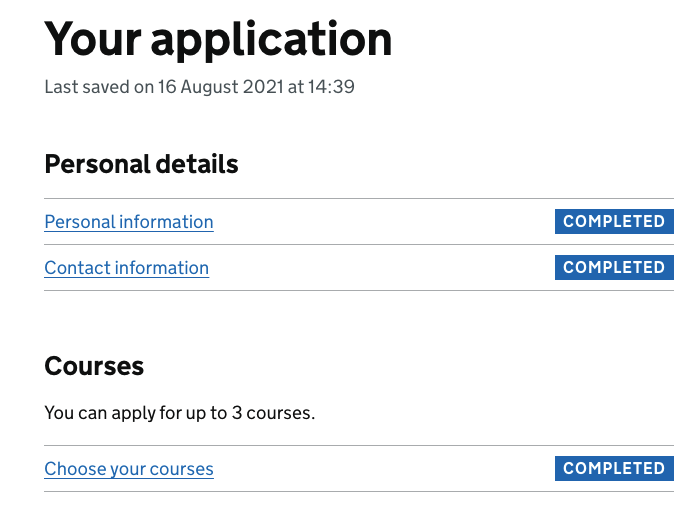 Your application
Last saved on 16 August 2021 at 14:39
Personal details
Personal information COMPLETED
Contact information COMPLETED
Courses
You can apply for up to 3 courses.
Choose your courses COMPLETED